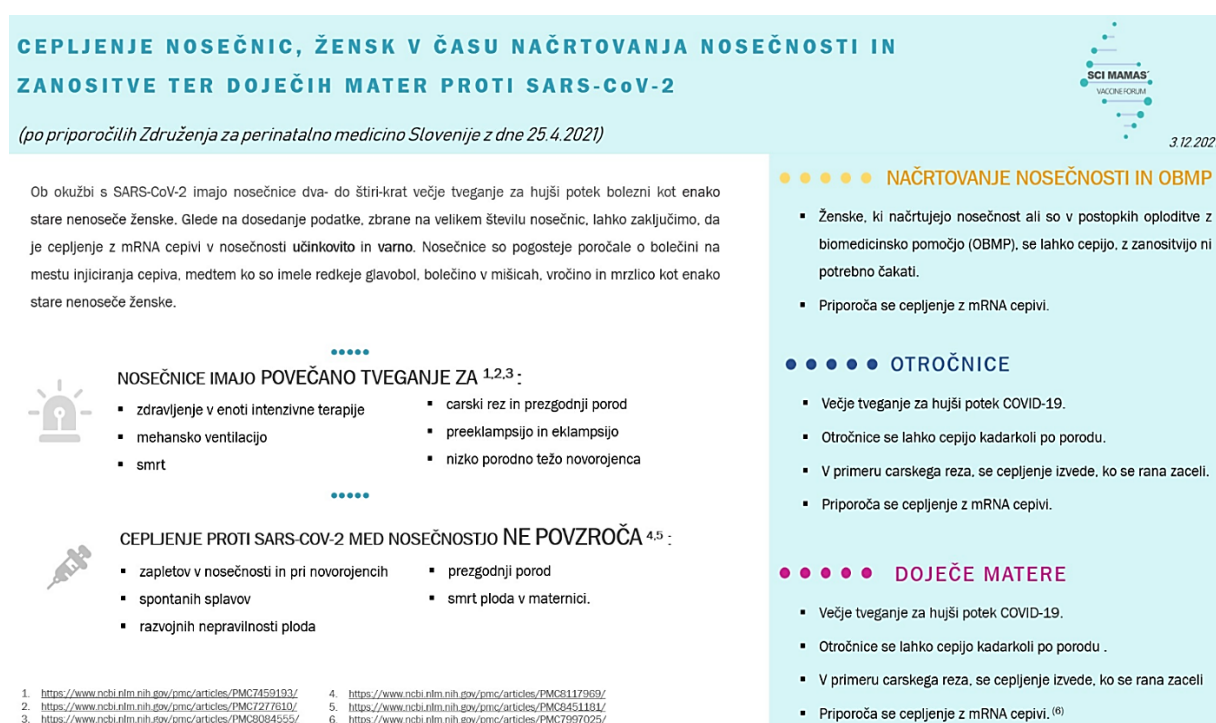 CEPLJENJE NOSEČNIC, ŽENSK V ČASU NAČRTOVANJA NOSEČNOSTI IN
ZANOSITVE TER DOJEČIH MATER PROTI SARS-CoV-2
(po priporočilih Združenja za perinatalno medicino Slovenije z dne 25.4.2021)
SCI MAMAS
VACCINE FORUM
3.12.202
Ob okužbi s SARS-CoV-2 imajo nosečnice dva- do štiri-krat večje tveganje za hujši potek bolezni kot enako
stare nenoseče ženske. Glede na dosedanje podatke, zbrane na velikem številu nosečnic, lahko zaključimo, da
je cepljenje z mRNA cepivi v nosečnosti učinkovito in varno. Nosečnice so pogosteje poročale o bolečini na
mestu injiciranja cepiva, medtem ko so imele redkeje glavobol, bolečino v mišicah, vročino in mrzlico kot enako
stare nenoseče ženske.
NOSEČNICE IMAJO POVEČANO TVEGANJE ZA 1,2,3 :
▪ zdravljenje v enoti intenzivne terapije
▪ mehansko ventilacijo
▪ smrt
▪ carski rez in prezgodnji porod
▪ preeklampsijo in eklampsijo
▪ nizko porodno težo novorojenca
CEPLJENJE PROTI SARS-COV-2 MED NOSEČNOSTJO NE POVZROČA 4,5 :
▪ zapletov v nosečnosti in pri novorojencih
▪ spontanih splavov
▪ razvojnih nepravilnosti ploda
▪ prezgodnji porod
▪ smrt ploda v maternici.
1. https://www.ncbi.nlm.nih.gov/pmc/articles/PMC7459193/
2. https://www.ncbi.nlm.nih.gov/pmc/articles/PMC7277610/
3. https://www.ncbi.nlm.nih.gov/pmc/articles/PMC8084555/
4. https://www.ncbi.nlm.nih.gov/pmc/articles/PMC8117969/
5. https://www.ncbi.nlm.nih.gov/pmc/articles/PMC8451181/
6. https://www.ncbi.nlm.nih.gov/pmc/articles/PMC7997025/
NAČRTOVANJE NOSEČNOSTI IN OBMP
▪ Ženske, ki načrtujejo nosečnost ali so v postopkih oploditve z
biomedicinsko pomočjo (OBMP), se lahko cepijo, z zanositvijo ni
potrebno čakati.
▪ Priporoča se cepljenje z mRNA cepivi.
OTROČNICE
▪ Večje tveganje za hujši potek COVID-19.
▪ Otročnice se lahko cepijo kadarkoli po porodu.
▪ V primeru carskega reza, se cepljenje izvede, ko se rana zaceli.
▪ Priporoča se cepljenje z mRNA cepivi.
DOJEČE MATERE
▪ Večje tveganje za hujši potek COVID-19.
▪ Otročnice se lahko cepijo kadarkoli po porodu .
▪ V primeru carskega reza, se cepljenje izvede, ko se rana zaceli
▪ Priporoča se cepljenje z mRNA cepivi. (6)